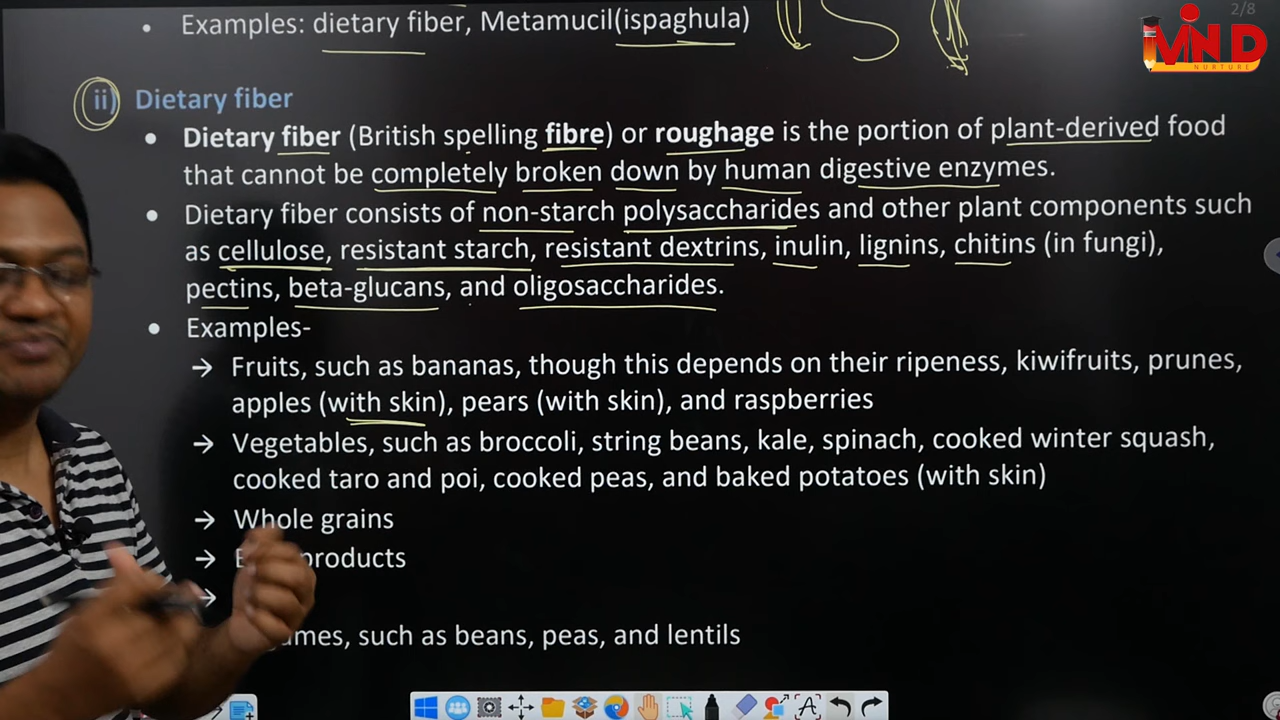 2/8
• Examples: dietary fiber, Metamucil(ispaghula)
MIND
NURTURE
ii) Dietary fiber
• Dietary fiber (British spelling fibre) or roughage is the portion of plant-derived food
that cannot be completely broken down by human digestive enzymes.
• Dietary fiber consists of non-starch polysaccharides and other plant components such
as cellulose, resistant starch, resistant dextrins, inulin, lignins, chitins (in fungi),
pectins, beta-glucans, and oligosaccharides.
• Examples-
→ Fruits, such as bananas, though this depends on their ripeness, kiwifruits, prunes,
apples (with skin), pears (with skin), and raspberries
→ Vegetables, such as broccoli, string beans, kale, spinach, cooked winter squash,
cooked taro and poi, cooked peas, and baked potatoes (with skin)
→ Whole grains
→ products
→
such as beans, peas, and lentils
A